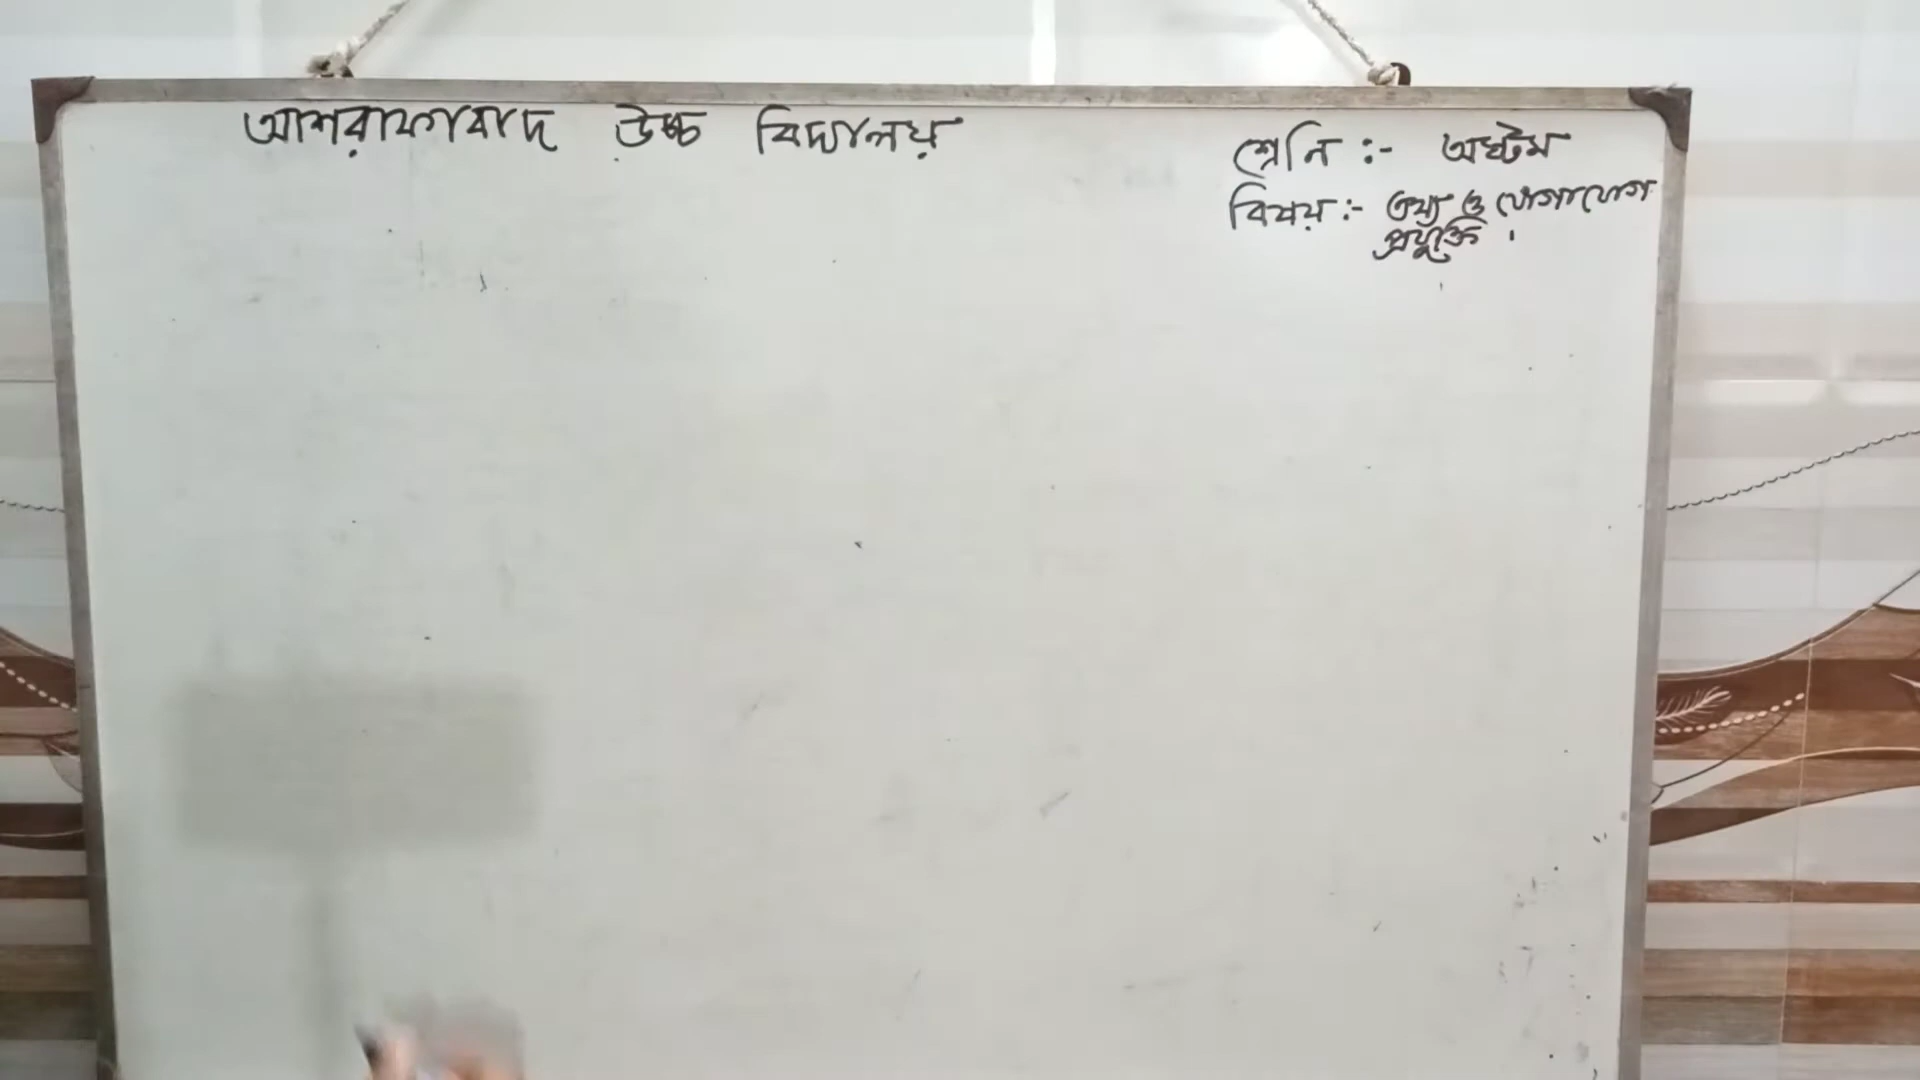 আশরাফাবাদ উচ্চ বিদ্যালয়
শ্রেনি :- অষ্টম
বিষয় :- তথ্য ও যোগাযোগ
প্রযুক্তি ।